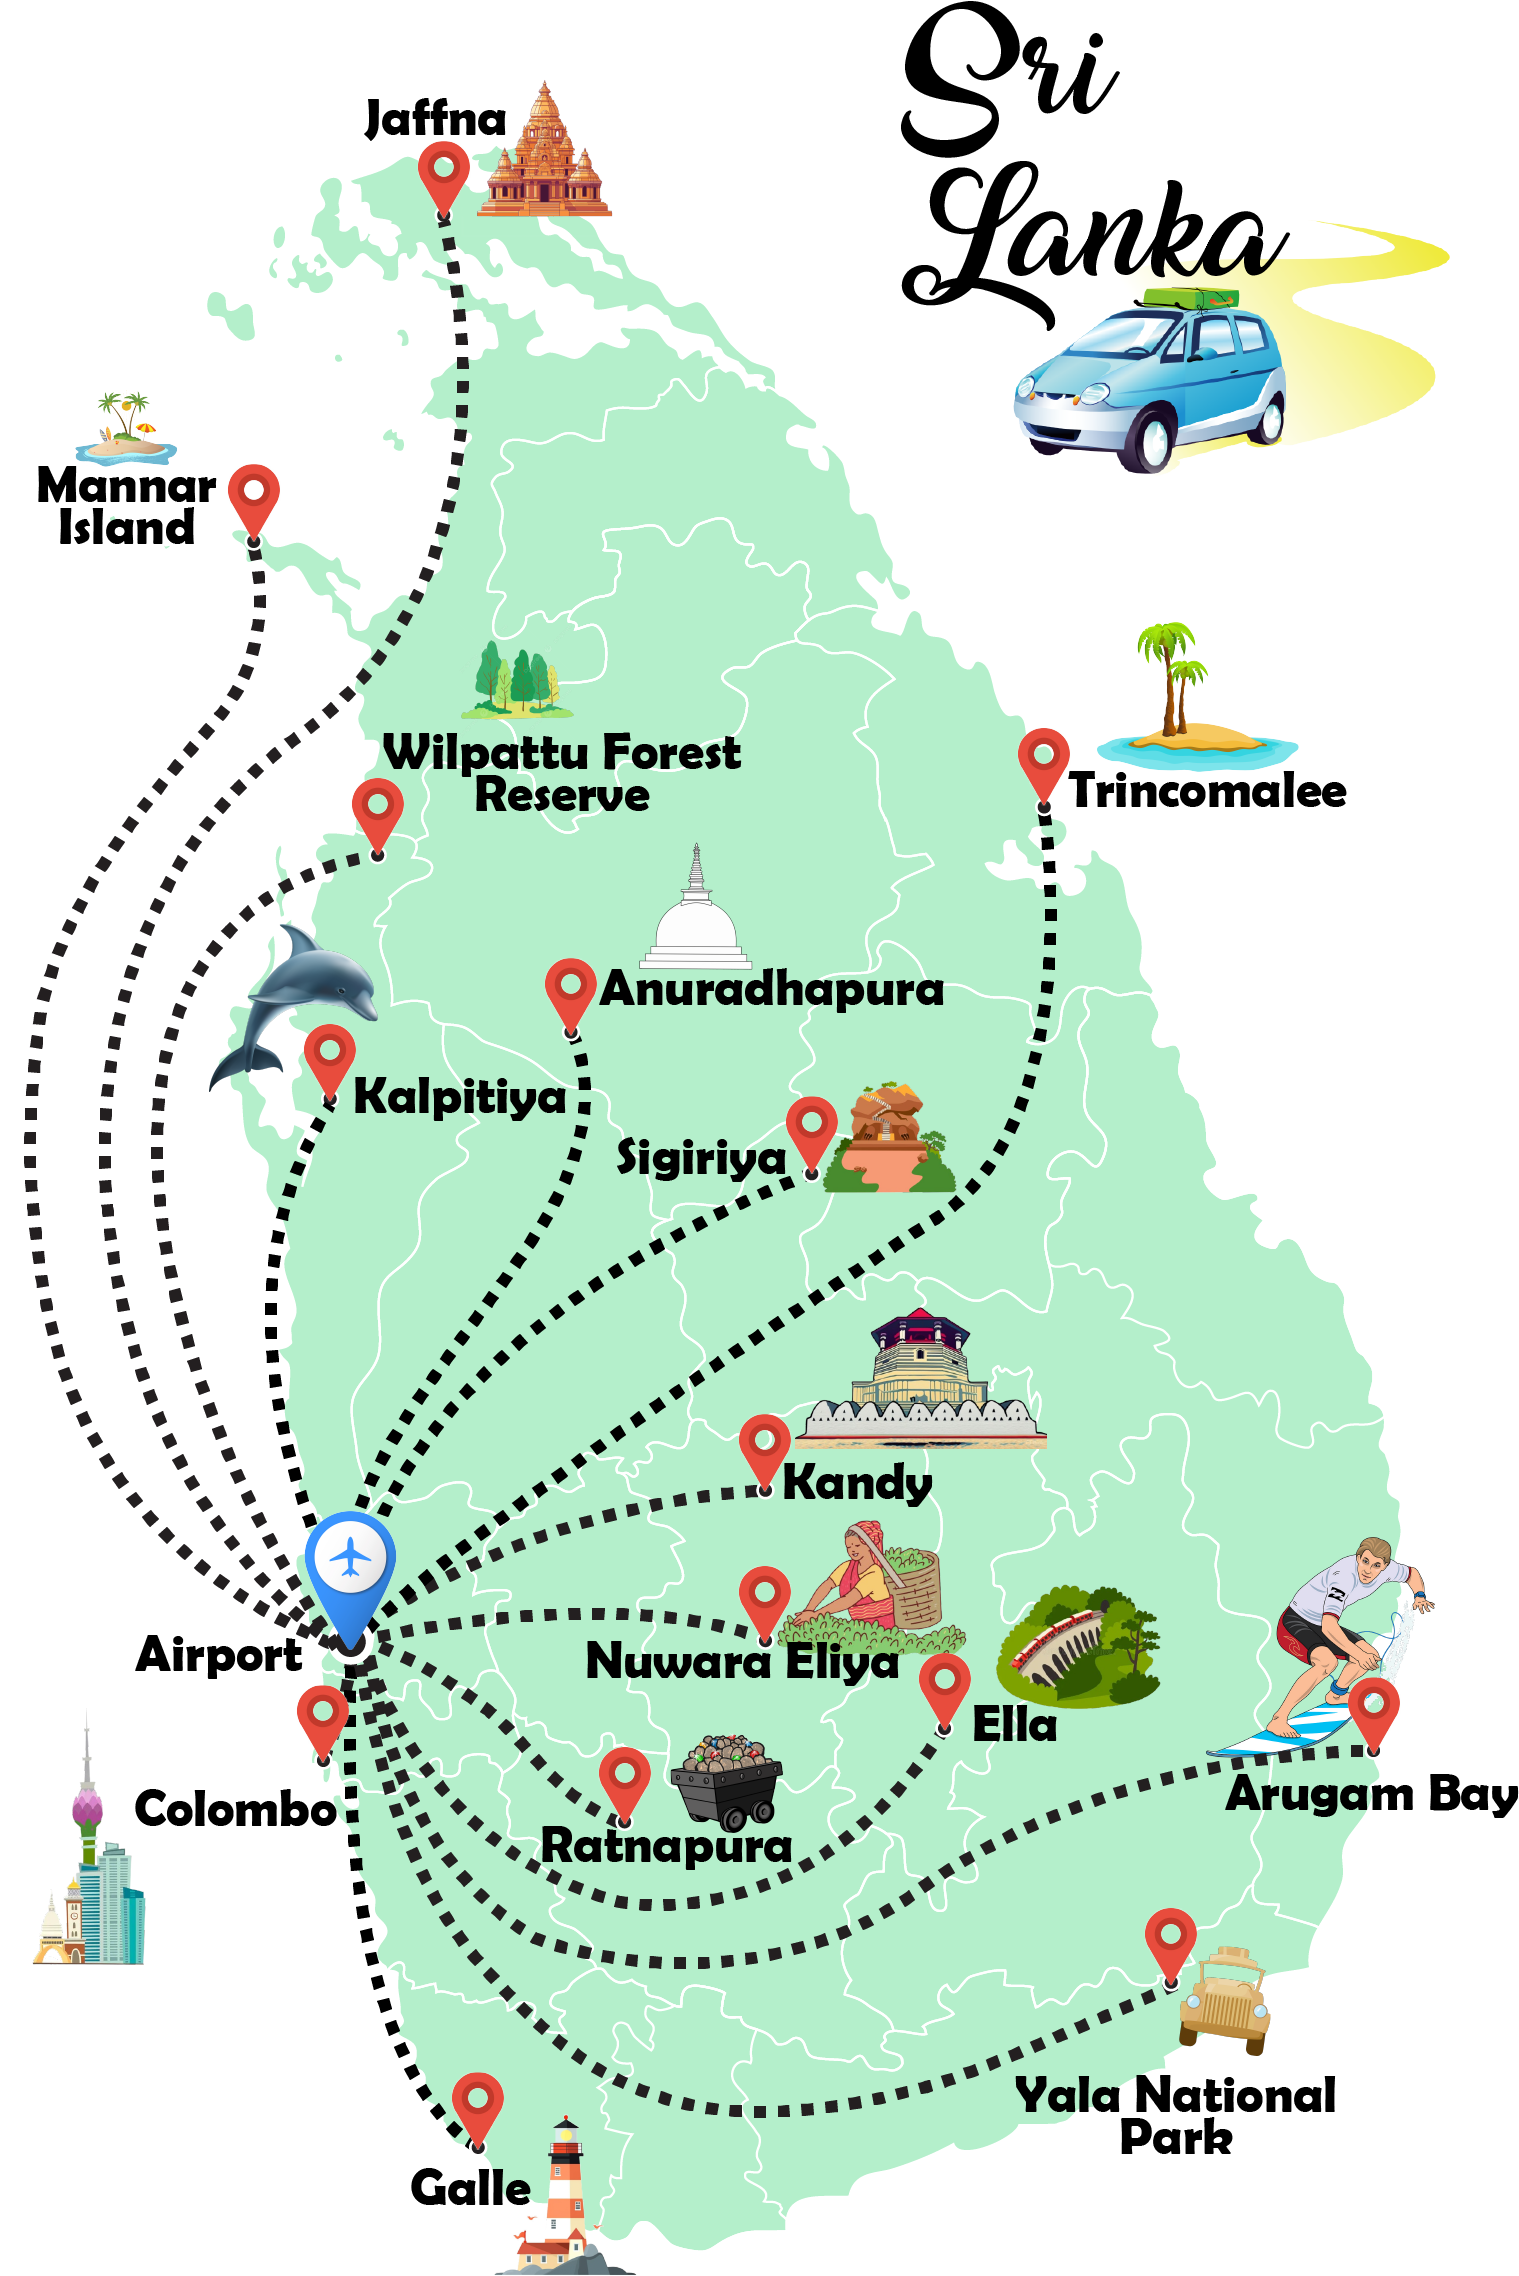 Sri
Lanka
Jaffna
Mannar
Island
Wilpattu Forest
Reserve
Trincomalee
Anuradhapura
Kalpitiya
Sigiriya
Kandy
Nuwara Eliya
Airport
Ella
Colombo
Ratnapura
Arugam Bay
Yala National
Park
Galle